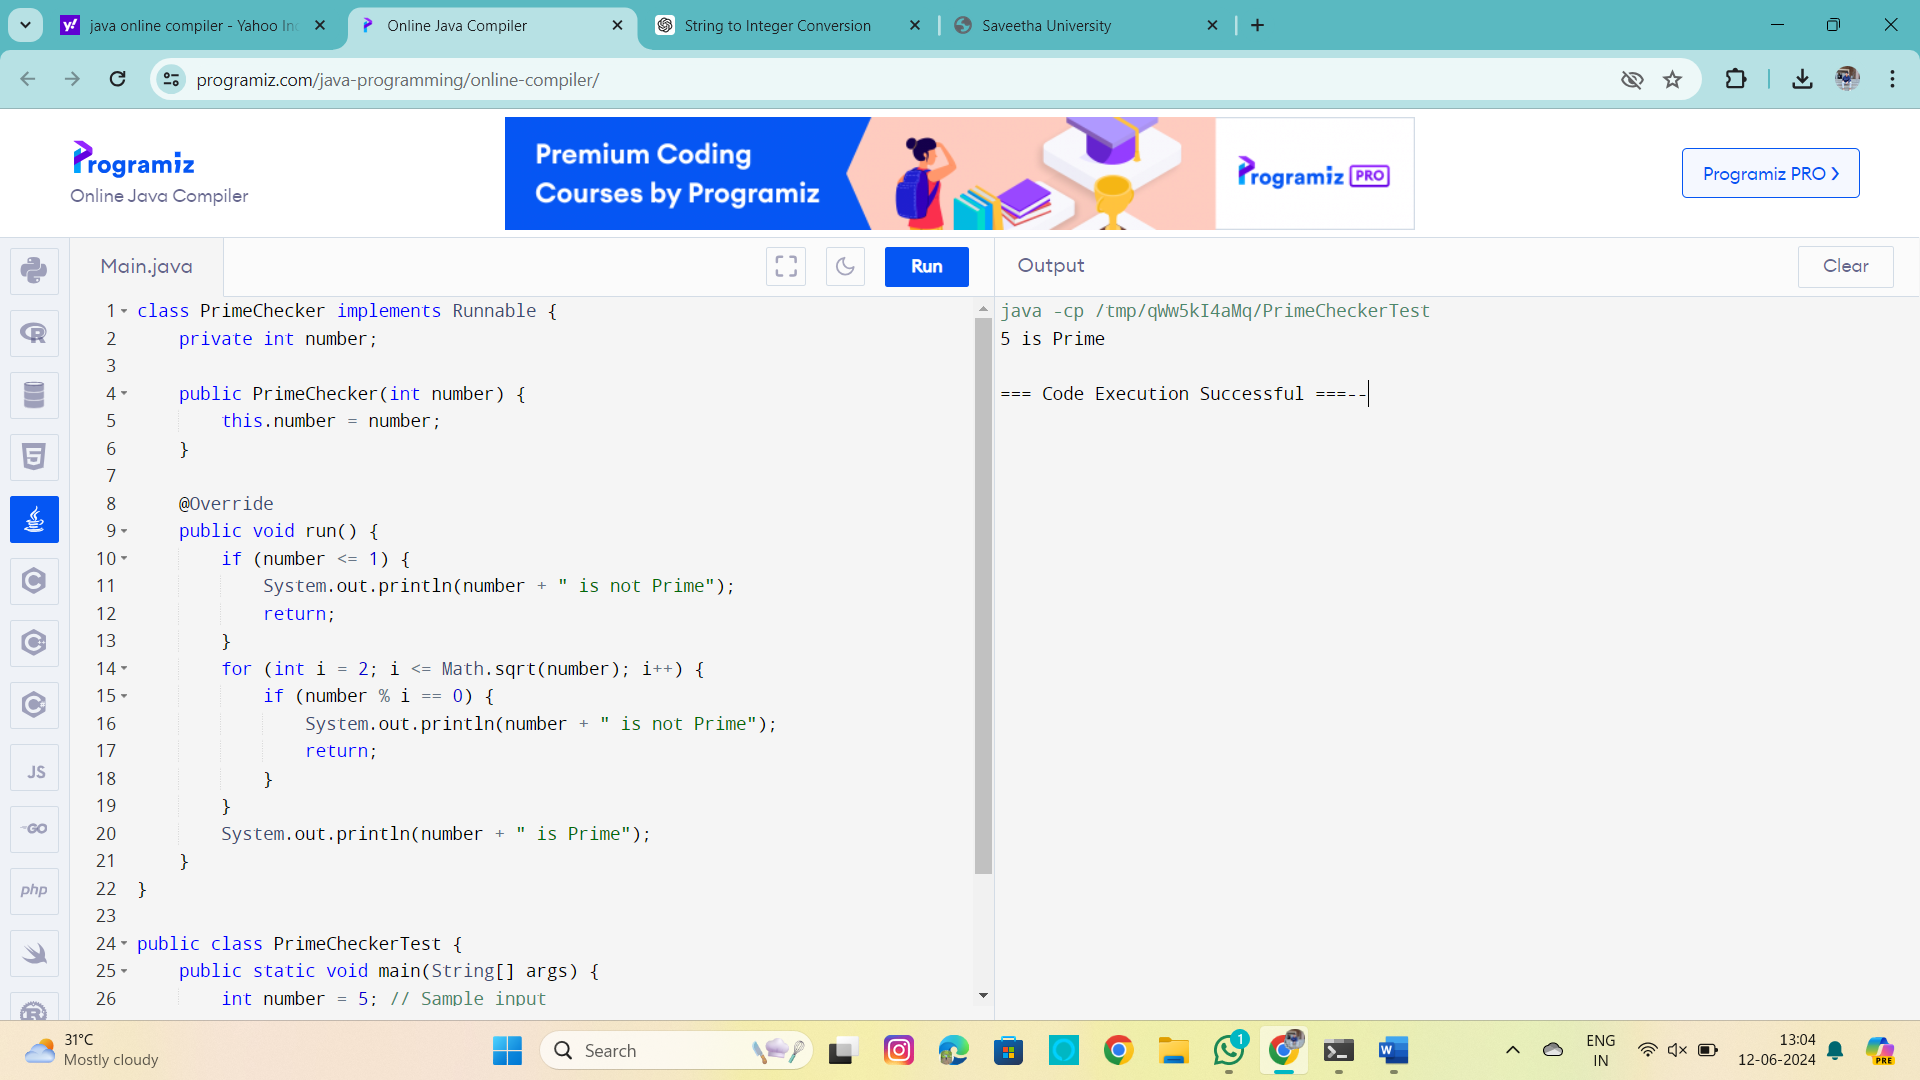 java online compiler - Yahoo Inc
Online Java Compiler
String to Integer Conversion
Saveetha University
programiz.com/java-programming/online-compiler/
Programiz
Online Java Compiler
Premium Coding
Courses by Programiz
Programiz PRO
Programiz PRO ›
Main.java
Run
Output
Clear
1 class PrimeChecker implements Runnable {
2     private int number;
3
4     public PrimeChecker(int number) {
5         this.number = number;
6     }
7
8     @Override
9     public void run() {
10         if (number <= 1) {
11             System.out.println(number + " is not Prime");
12             return;
13         }
14         for (int i = 2; i <= Math.sqrt(number); i++) {
15             if (number % i == 0) {
16                 System.out.println(number + " is not Prime");
17                 return;
18             }
19         }
20         System.out.println(number + " is Prime");
21     }
22 }
23
24 public class PrimeCheckerTest {
25     public static void main(String[] args) {
26         int number = 5; // Sample input
java -cp /tmp/qWw5kI4aMq/PrimeCheckerTest
5 is Prime
=== Code Execution Successful ===--
JS
GO
php
31°C
Mostly cloudy
Search
1
ENG
IN
13:04
12-06-2024
PRE